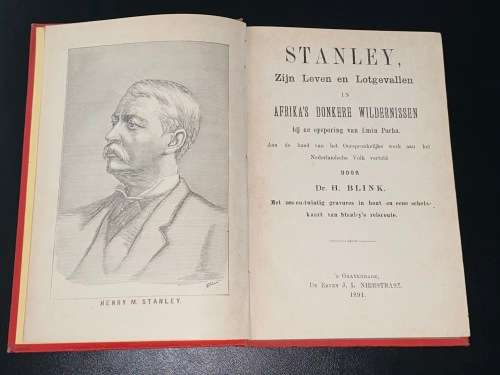 HENRY M. STANLEY.
STANLEY,
Zijn Leven en Lotgevallen
IN
AFRIKA'S DONKERE WILDERNISSEN
bij de opsporing van Emin Pacha.
Aan de hand van het Oorspronkelijke werk aan het
Nederlandsche Volk verteld
DOOR
Dr. H. BLINK.
Met een-en-twintig gravures in hout en eene schets-
kaart van Stanley's reisroute.
'S GRAVENHAGE,
DE ERVEN J. L. NIERSTRASZ.
1891.